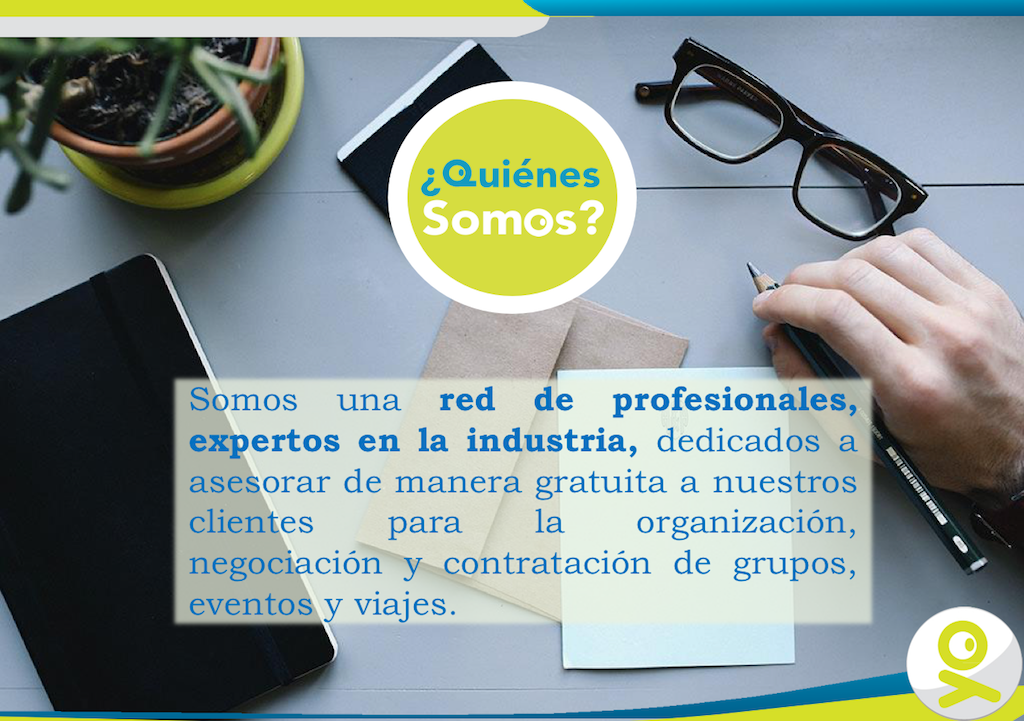 ¿Quiénes
Somos?
Somos una red de profesionales,
expertos en la industria, dedicados a
asesorar de manera gratuita a nuestros
clientes para la organización,
negociación y contratación de grupos,
eventos y viajes.